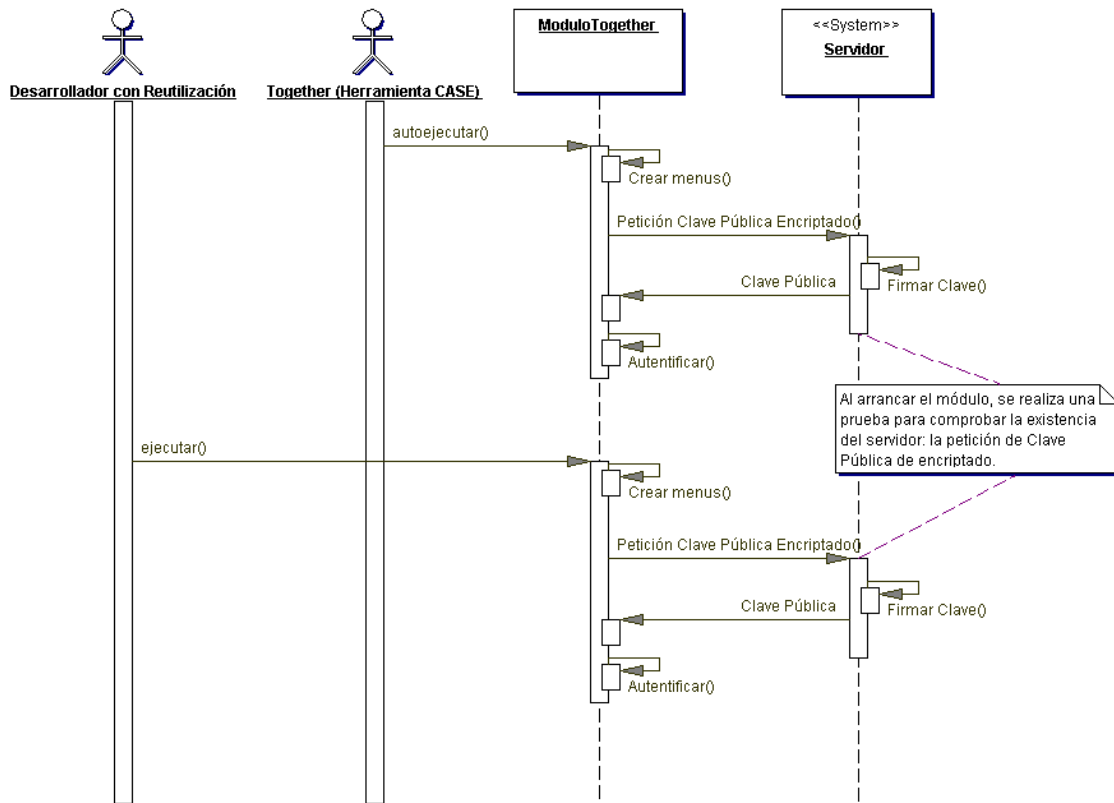 ModuloTogether
<<System>>
Servidor
Desarrollador con Reutilización
Together (Herramienta CASE)
autoejecutar()
Crear menus()
Petición Clave Pública Encriptado()
Firmar Clave()
Clave Pública
Autentificar()
Al arrancar el módulo, se realiza una
prueba para comprobar la existencia
del servidor: la petición de Clave
Pública de encriptado.
ejecutar()
Crear menus()
Petición Clave Pública Encriptado()
Firmar Clave()
Clave Pública
Autentificar()